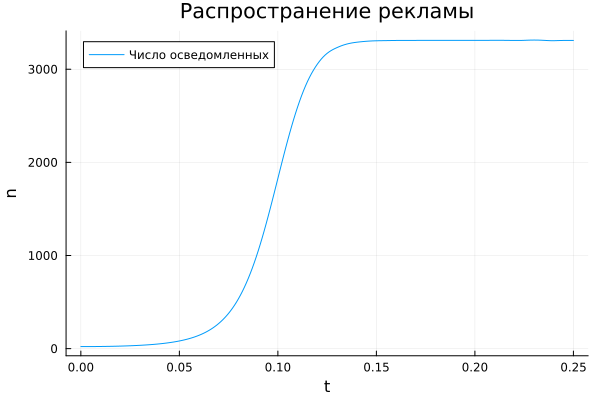 Распространение рекламы
Число осведомленных
n
3000
2000
1000
0
0.00 0.05 0.10 0.15 0.20 0.25
t